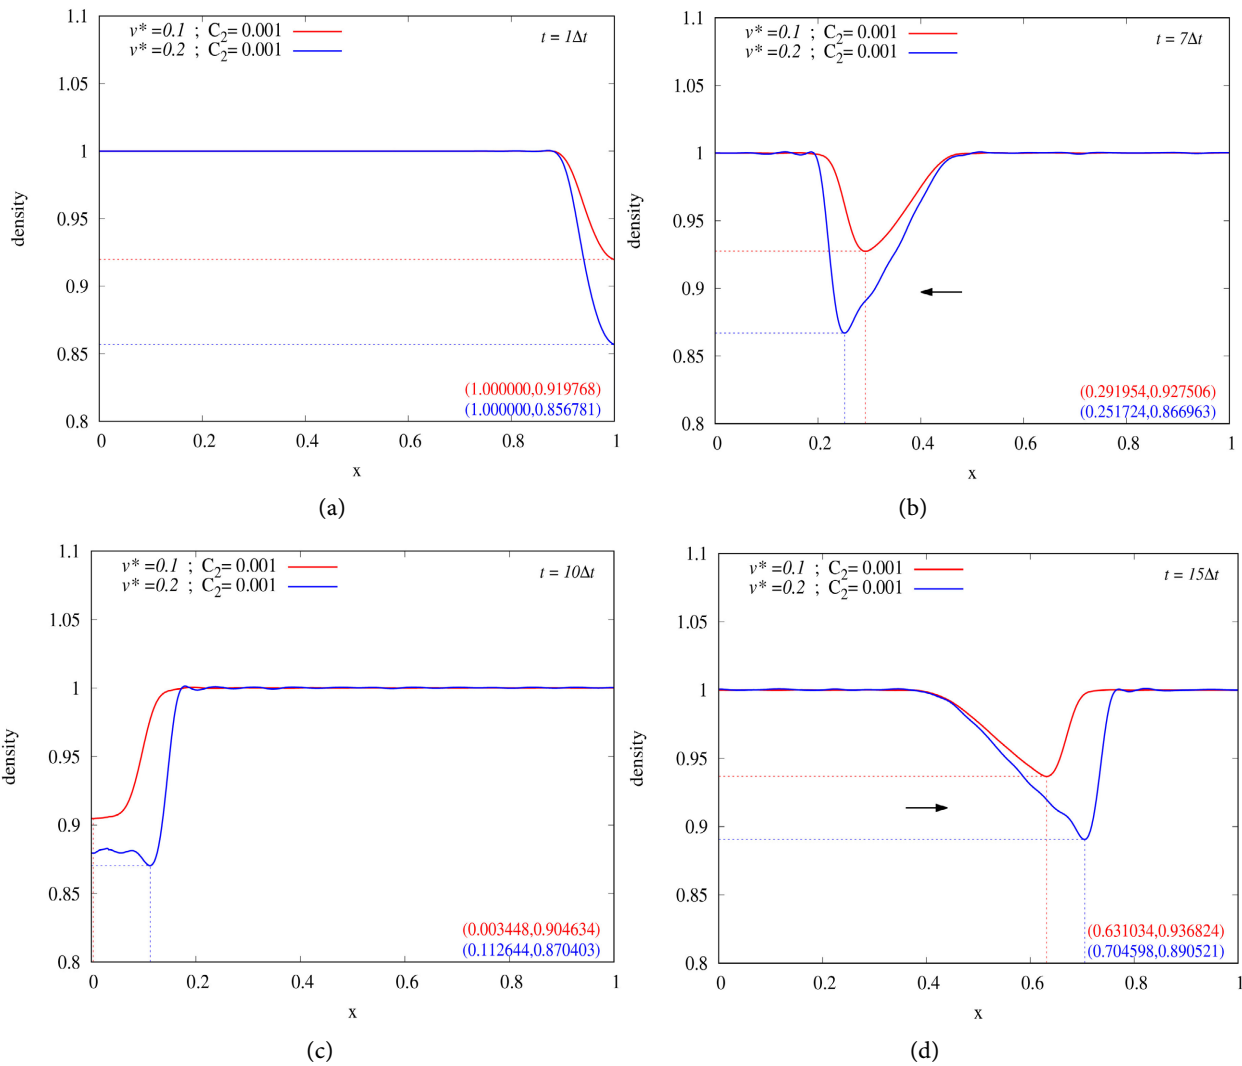 1.1
v* =0.1 ; C2= 0.001
v* =0.2 ; C2= 0.001
t = 1Δt
1.05
1
0.95
0.9
0.85
0.8
density
(1.000000,0.919768)
(1.000000,0.856781)
0 0.2 0.4 0.6 0.8 1
x
(a)
1.1
v* =0.1 ; C2= 0.001
v* =0.2 ; C2= 0.001
t = 7Δt
1.05
1
0.95
0.9
0.85
0.8
density
(0.291954,0.927506)
(0.251724,0.866963)
0 0.2 0.4 0.6 0.8 1
x
(b)
1.1
v* =0.1 ; C2= 0.001
v* =0.2 ; C2= 0.001
t = 10Δt
1.05
1
0.95
0.9
0.85
0.8
density
(0.003448,0.904634)
(0.112644,0.870403)
0 0.2 0.4 0.6 0.8 1
x
(c)
1.1
v* =0.1 ; C2= 0.001
v* =0.2 ; C2= 0.001
t = 15Δt
1.05
1
0.95
0.9
0.85
0.8
density
(0.631034,0.936824)
(0.704598,0.890521)
0 0.2 0.4 0.6 0.8 1
x
(d)